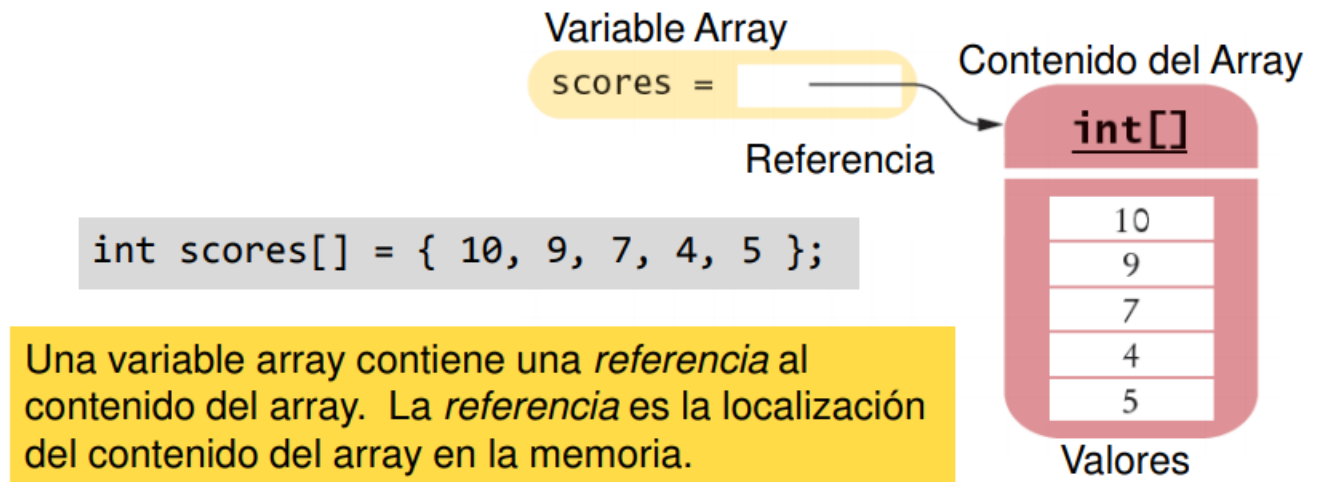 Variable Array
scores =
Contenido del Array
int[]
Referencia
10
9
7
4
5
Valores
int scores[] = { 10, 9, 7, 4, 5 };
Una variable array contiene una referencia al
contenido del array. La referencia es la localización
del contenido del array en la memoria.